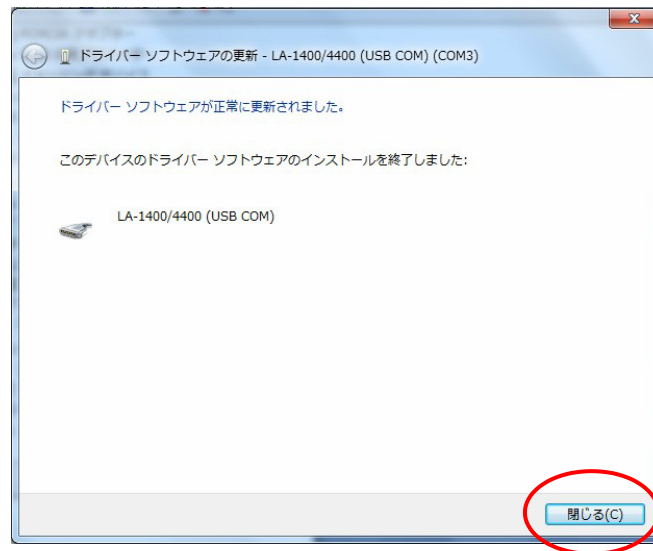 ドライバー ソフトウェアの更新 - LA-1400/4400 (USB COM) (COM3)
ドライバー ソフトウェアが正常に更新されました。
このデバイスのドライバー ソフトウェアのインストールを終了しました:
LA-1400/4400 (USB COM)
閉じる(C)